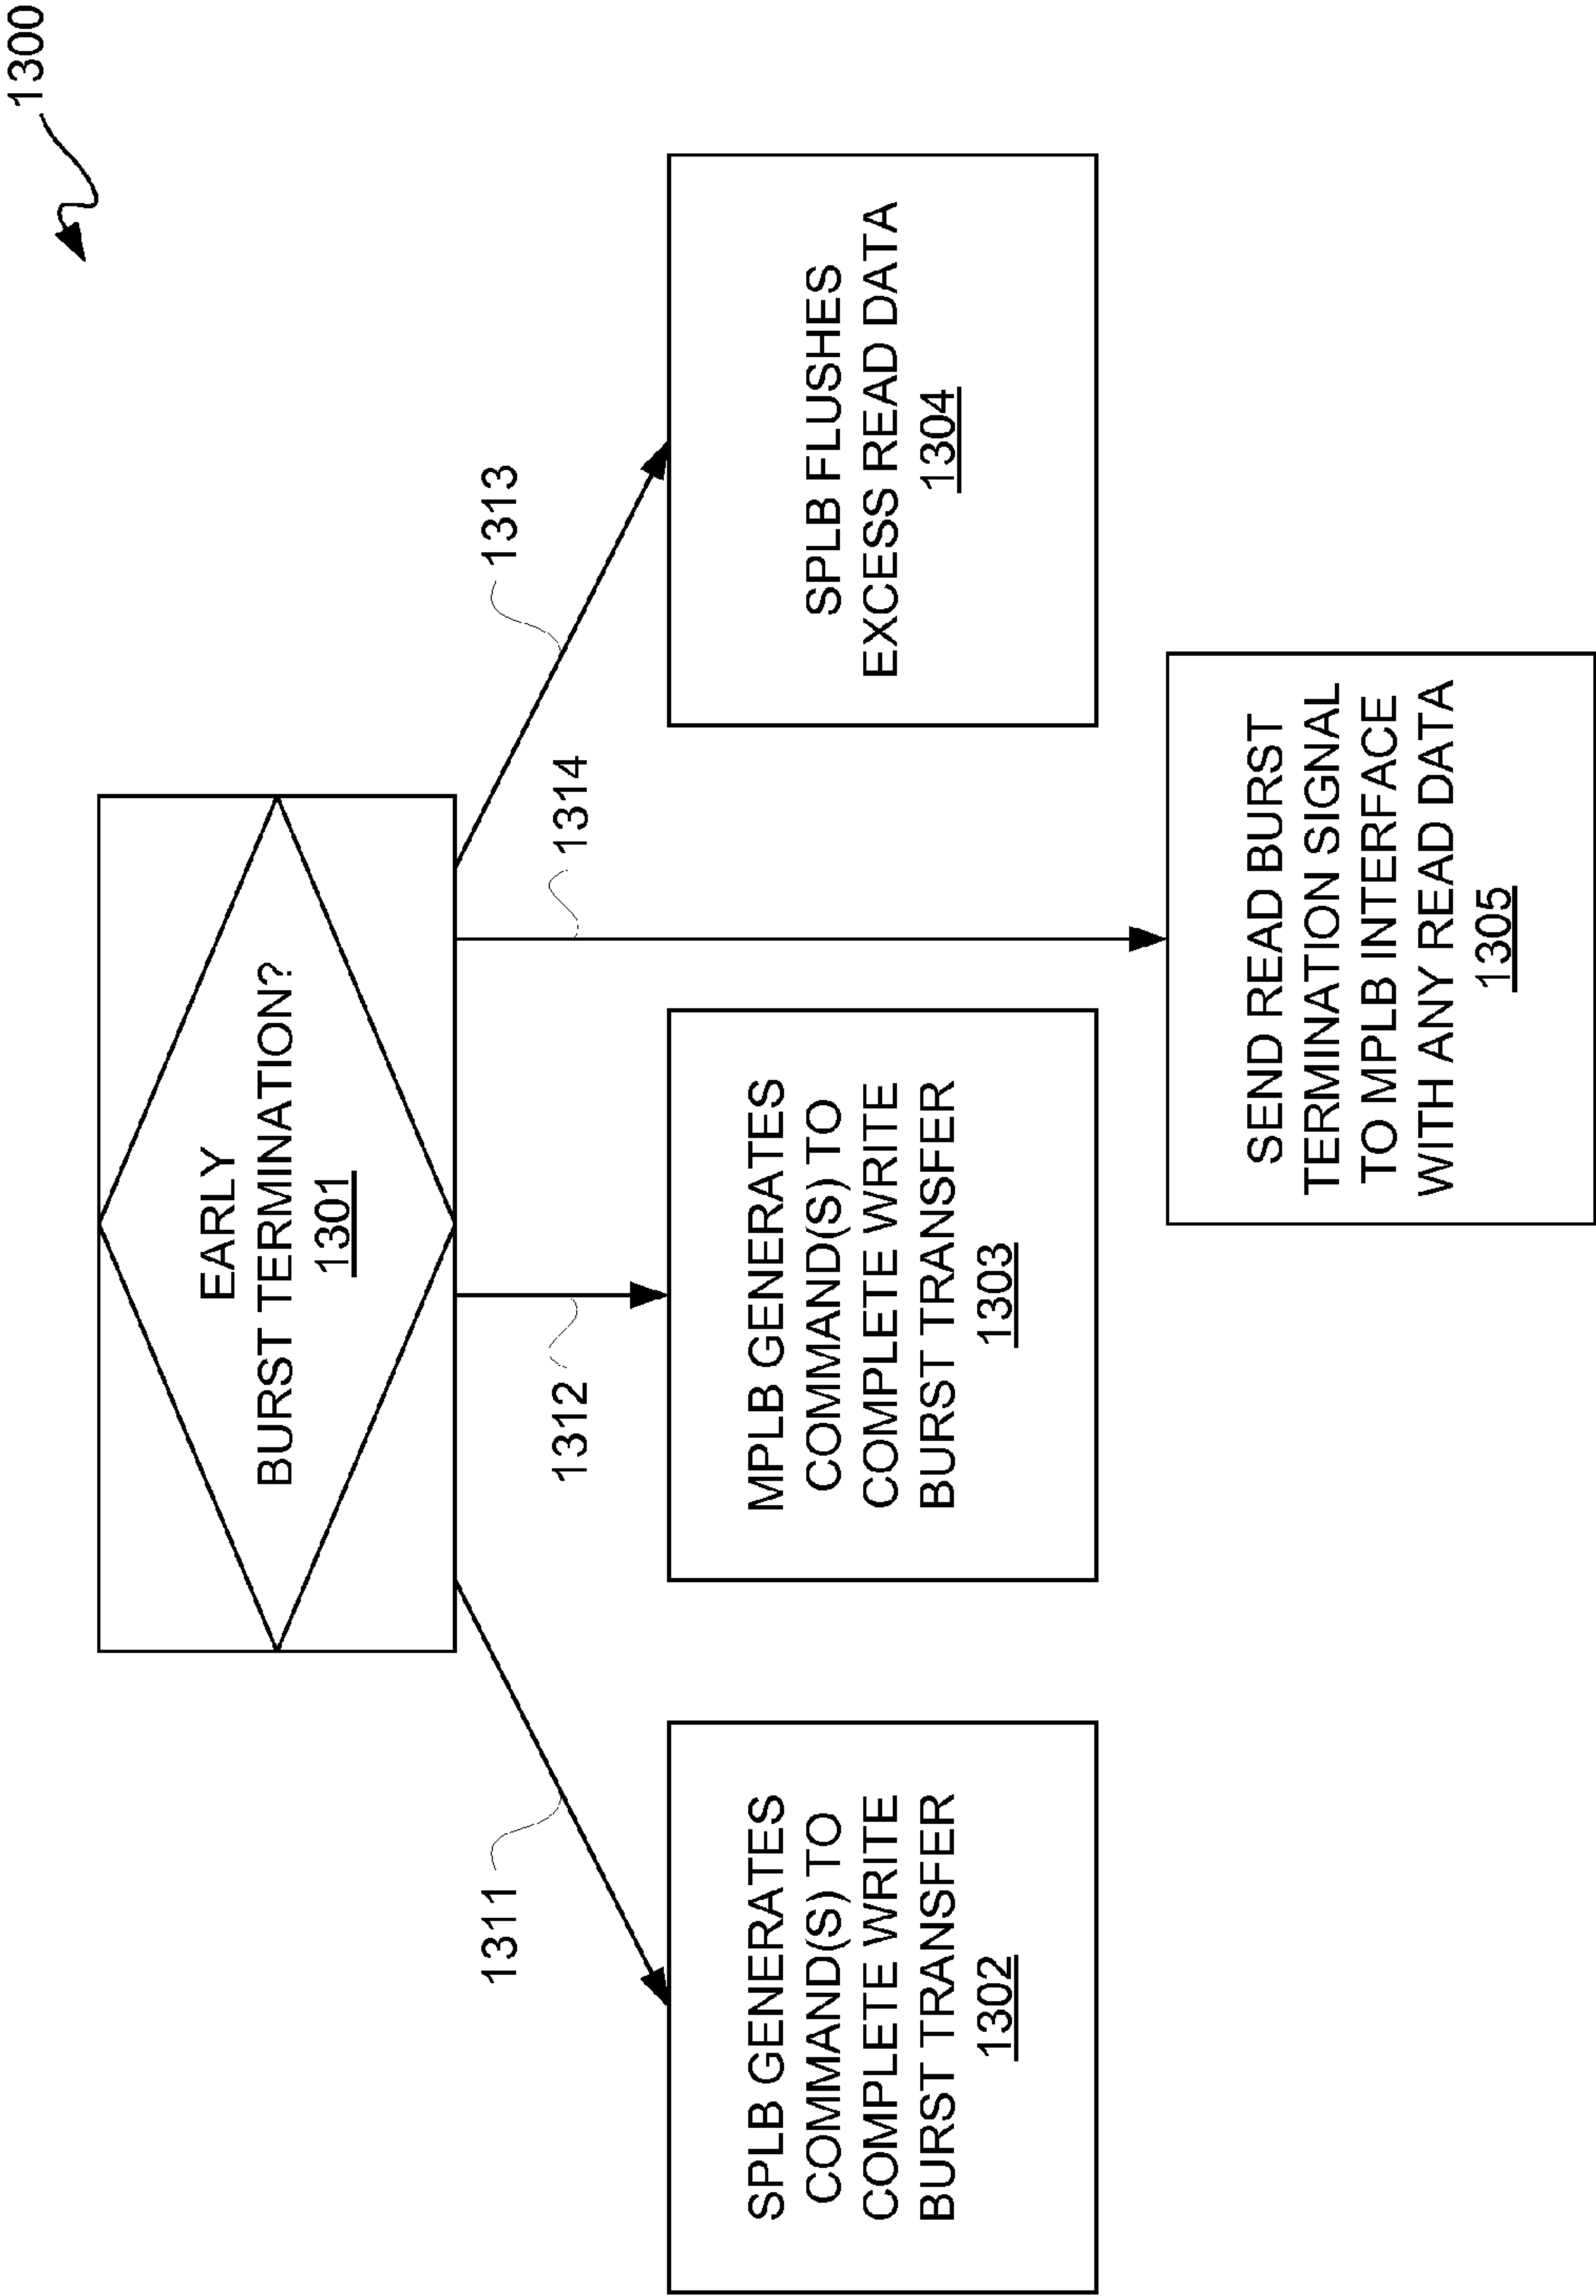 1300
EARLY
BURST TERMINATION?
1301
1311
1312
1314
1313
SPLB GENERATES
COMMAND(S) TO
COMPLETE WRITE
BURST TRANSFER
1302
MPLB GENERATES
COMMAND(S) TO
COMPLETE WRITE
BURST TRANSFER
1303
SPLB FLUSHES
EXCESS READ DATA
1304
SEND READ BURST
TERMINATION SIGNAL
TO MPLB INTERFACE
WITH ANY READ DATA
1305